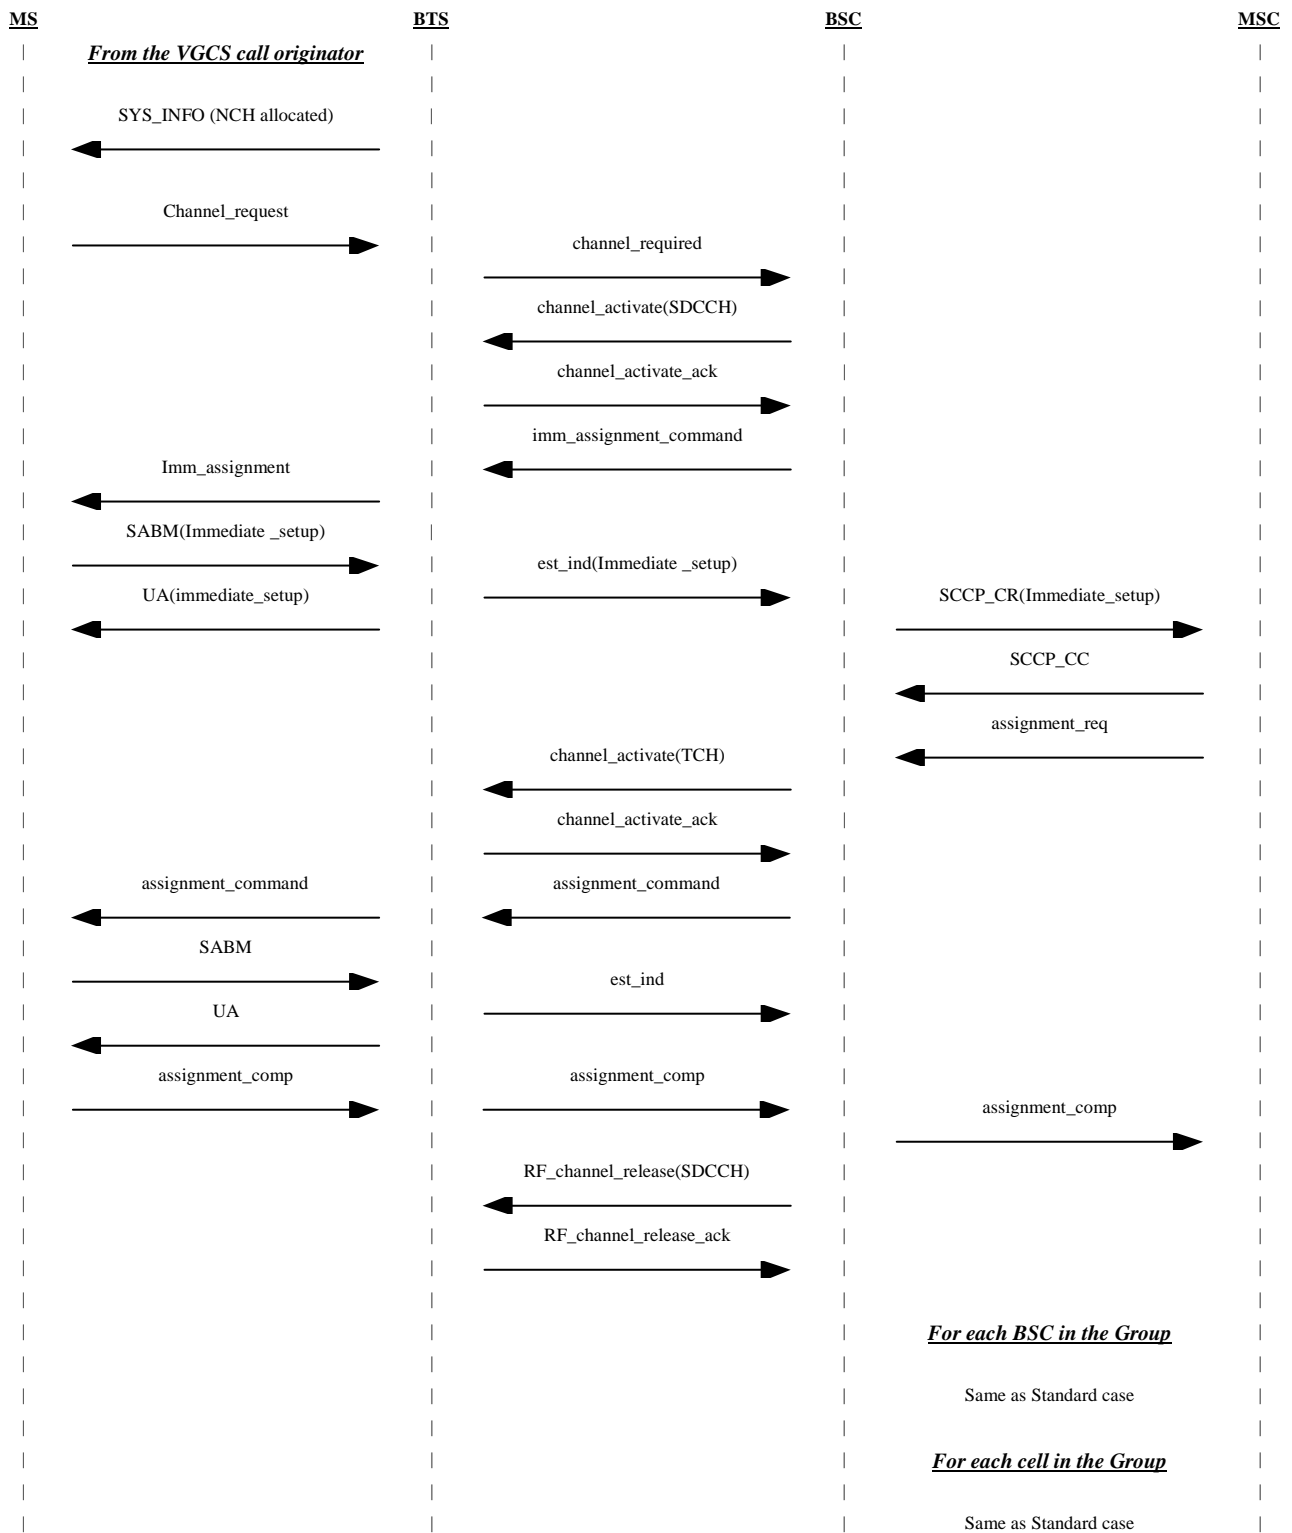 MS BTS BSC MSC
From the VGCS call originator
SYS_INFO (NCH allocated)
Channel_request
channel_required
channel_activate(SDCCH)
channel_activate_ack
imm_assignment_command
Imm_assignment
SABM(Immediate _setup)
est_ind(Immediate _setup)
UA(immediate_setup) SCCP_CR(Immediate_setup)
SCCP_CC
assignment_req
channel_activate(TCH)
channel_activate_ack
assignment_command assignment_command
SABM
est_ind
UA
assignment_comp assignment_comp
assignment_comp
RF_channel_release(SDCCH)
RF_channel_release_ack
For each BSC in the Group
Same as Standard case
For each cell in the Group
Same as Standard case